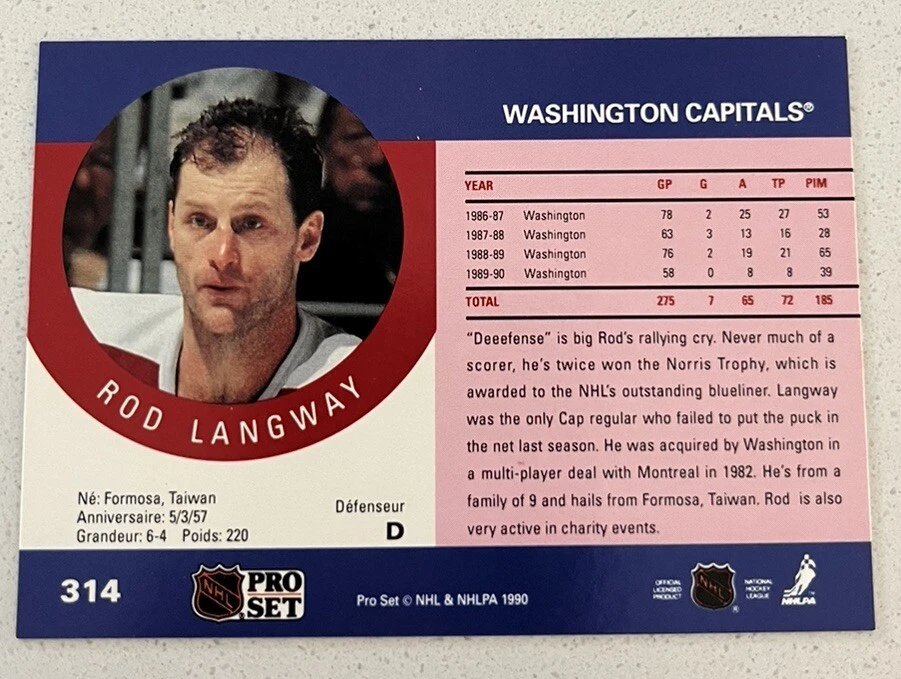 WASHINGTON CAPITALS®
YEAR GP G A TP PIM
1986-87 Washington 78 2 25 27 53
1987-88 Washington 63 3 13 16 28
1988-89 Washington 76 2 19 21 65
1989-90 Washington 58 0 8 8 39
TOTAL 275 7 65 72 185
"Deeefense" is big Rod's rallying cry. Never much of a
scorer, he's twice won the Norris Trophy, which is
awarded to the NHL's outstanding blueliner. Langway
was the only Cap regular who failed to put the puck in
the net last season. He was acquired by Washington in
a multi-player deal with Montreal in 1982. He's from a
family of 9 and hails from Formosa, Taiwan. Rod is also
very active in charity events.
ROD LANGWAY
Né: Formosa, Taiwan
Anniversaire: 5/3/57
Grandeur: 6-4 Poids: 220
Défenseur
D
314
NHL
PRO
SET
Pro Set © NHL & NHLPA 1990
OFFICIAL
LICENSED
PRODUCT
NHL
®
NATIONAL
HOCKEY
LEAGUE
NHLPA
™